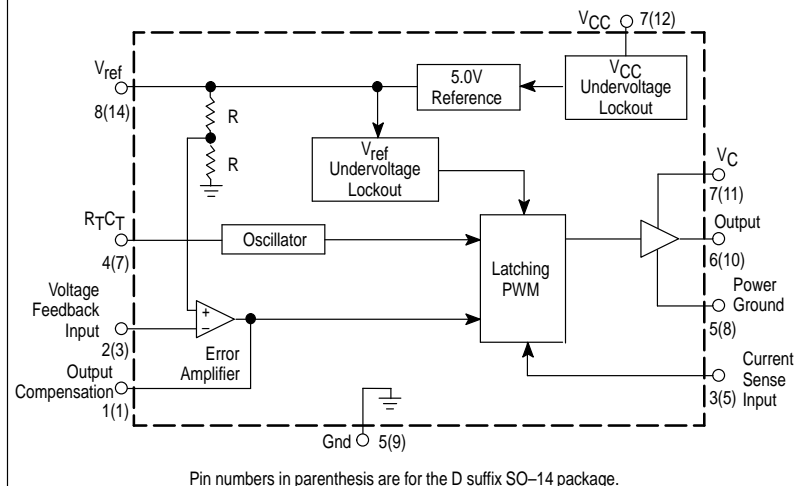 VCC 7(12)
Vref
8(14)
R
R
5.0V
Reference
VCC
Undervoltage
Lockout
Vref
Undervoltage
Lockout
VC
7(11)
RTCT
4(7)
Oscillator
Latching
PWM
Output
6(10)
Voltage
Feedback
Input
2(3)
+
–
Error
Amplifier
Power
Ground
5(8)
Output
Compensation
1(1)
Current
Sense
Input
3(5)
Gnd 5(9)
Pin numbers in parenthesis are for the D suffix SO–14 package.